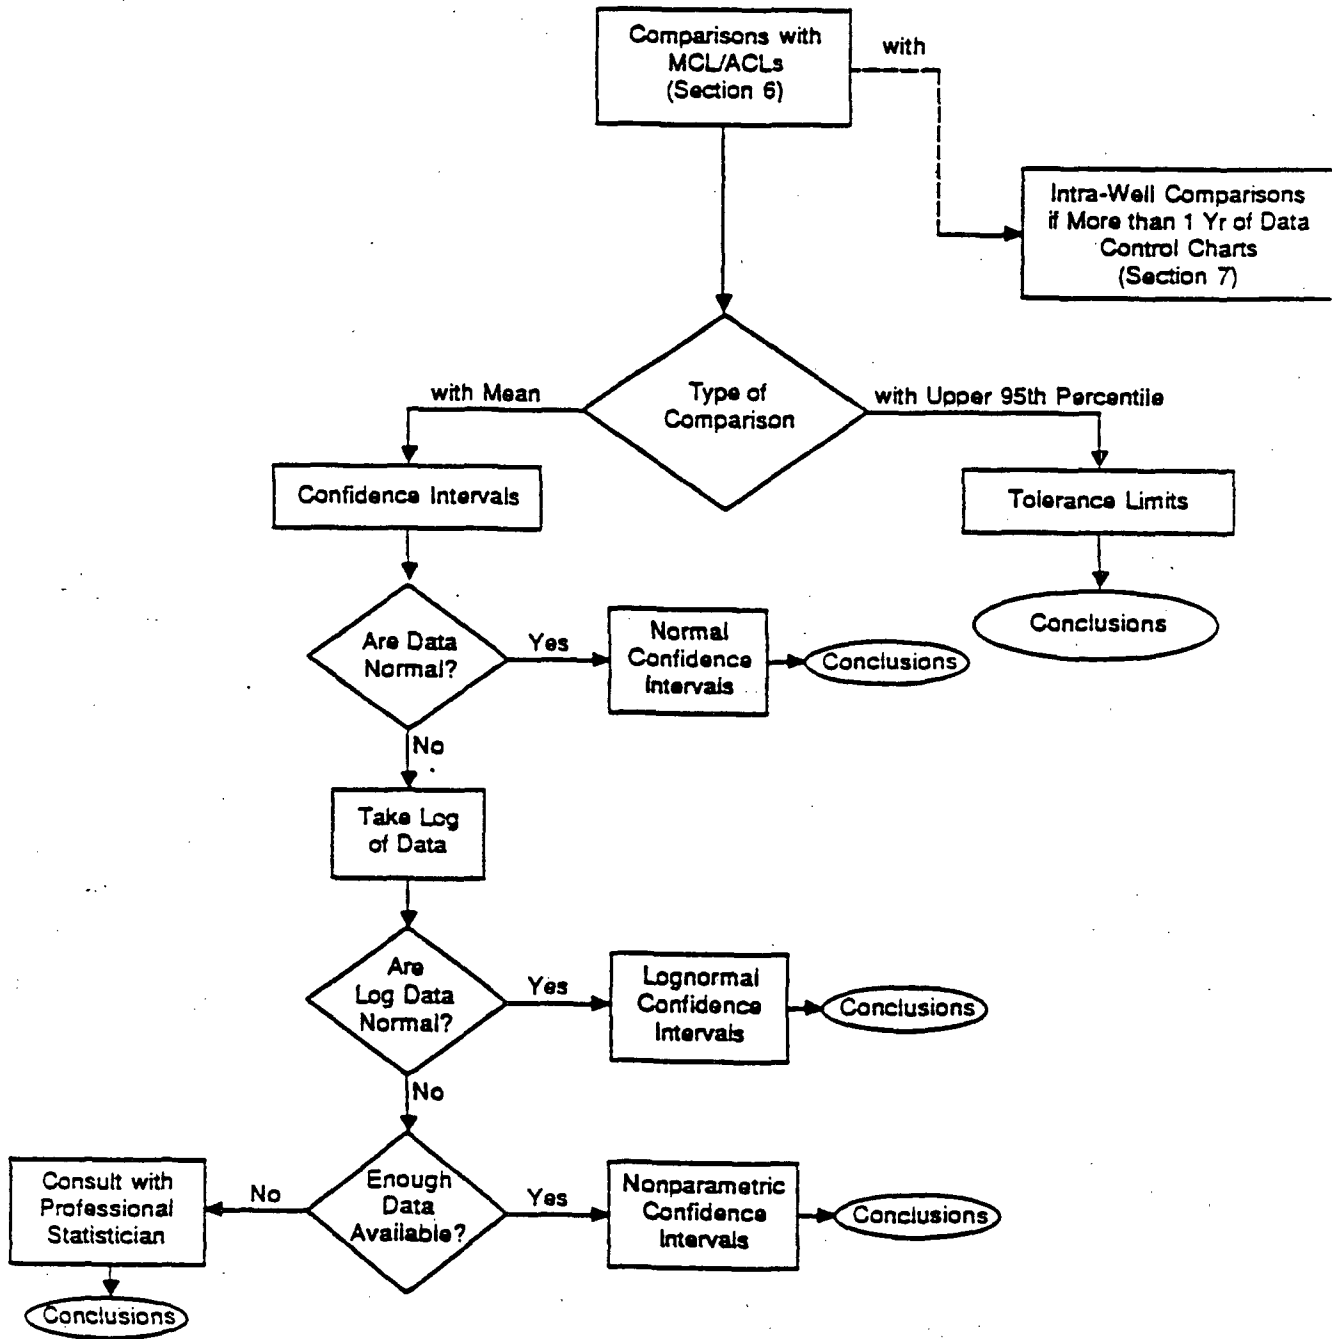 Comparisons with
MCL/ACLs
(Section 6)
with
Intra-Well Comparisons
if More than 1 Yr of Data
Control Charts
(Section 7)
Type of
Comparison
with Mean
with Upper 95th Percentile
Confidence Intervals
Tolerance Limits
Conclusions
Are Data
Normal?
Yes
Normal
Confidence
Intervals
Conclusions
No
Take Log
of Data
Are
Log Data
Normal?
Yes
Lognormal
Confidence
Intervals
Conclusions
No
Enough
Data
Available?
Yes
Nonparametric
Confidence
Intervals
Conclusions
No
Consult with
Professional
Statistician
Conclusions